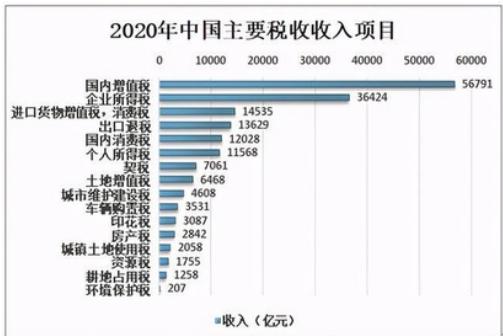 2020年中国主要税收收入项目
0 10000 20000 30000 40000 50000 60000
国内增值税 56791
企业所得税 36424
进口货物增值税，消费税 14535
出口退税 13629
国内消费税 12028
个人所得税 11568
契税 7061
土地增值税 6468
城市维护建设税 4608
车辆购置税 3531
印花税 3087
房产税 2842
城镇土地使用税 2058
资源税 1755
耕地占用税 1258
环境保护税 207
收入（亿元）